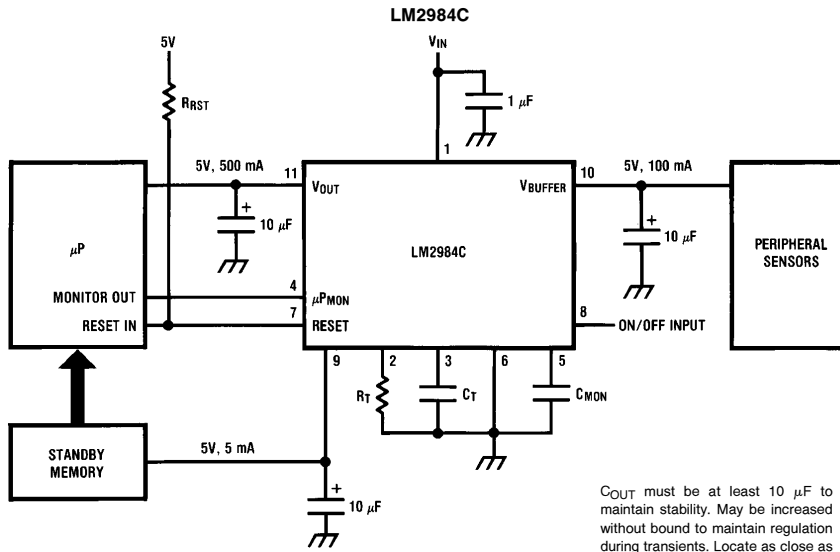 LM2984C
5V
VIN
RRST
1 μF
1
5V, 500 mA
11
VOUT
10
VBUFFER
5V, 100 mA
+
10 μF
+
10 μF
μP
LM2984C
PERIPHERAL
SENSORS
MONITOR OUT
4
μPMON
RESET IN
7
RESET
8
ON/OFF INPUT
9
2
3
6
5
RT
CT
CMON
STANDBY
MEMORY
5V, 5 mA
+
10 μF
COUT must be at least 10 μF to
maintain stability. May be increased
without bound to maintain regulation
during transients. Locate as close as